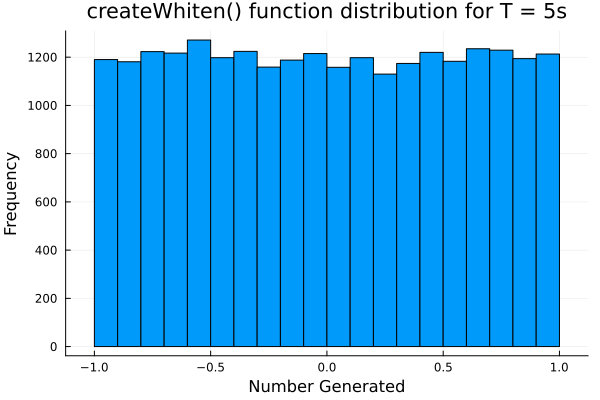 createWhiten() function distribution for T = 5s
Frequency
1200
1000
800
600
400
200
0
−1.0 −0.5 0.0 0.5 1.0
Number Generated